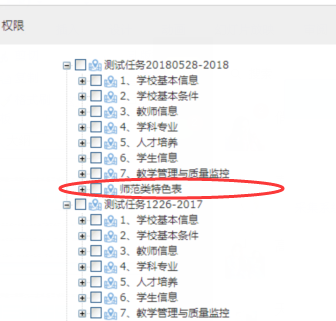 权限
测试任务20180528-2018
1、学校基本信息
2、学校基本条件
3、教师信息
4、学科专业
5、人才培养
6、学生信息
7、教学管理与质量监控
师范类特色表
测试任务1226-2017
1、学校基本信息
2、学校基本条件
3、教师信息
4、学科专业
5、人才培养
6、学生信息
7、教学管理与质量监控